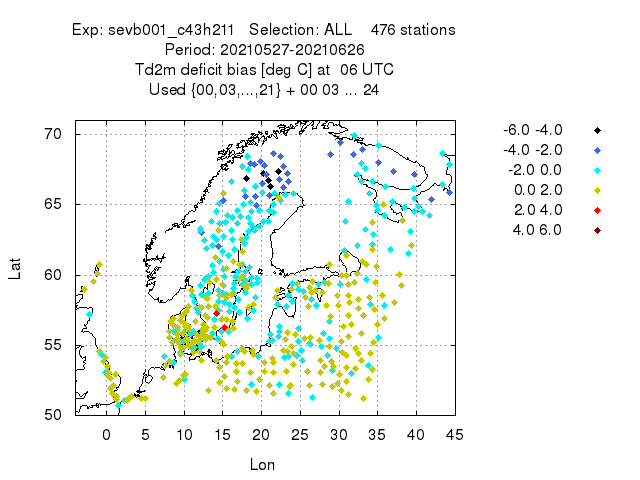 Exp: sevb001_c43h211   Selection: ALL    476 stations
Period: 20210527-20210626
Td2m deficit bias [deg C] at  06 UTC
Used {00,03,...,21} + 00 03 ... 24
70
65
60
55
50
Lat
0 5 10 15 20 25 30 35 40 45
Lon
-6.0 -4.0
-4.0 -2.0
-2.0 0.0
0.0 2.0
2.0 4.0
4.0 6.0